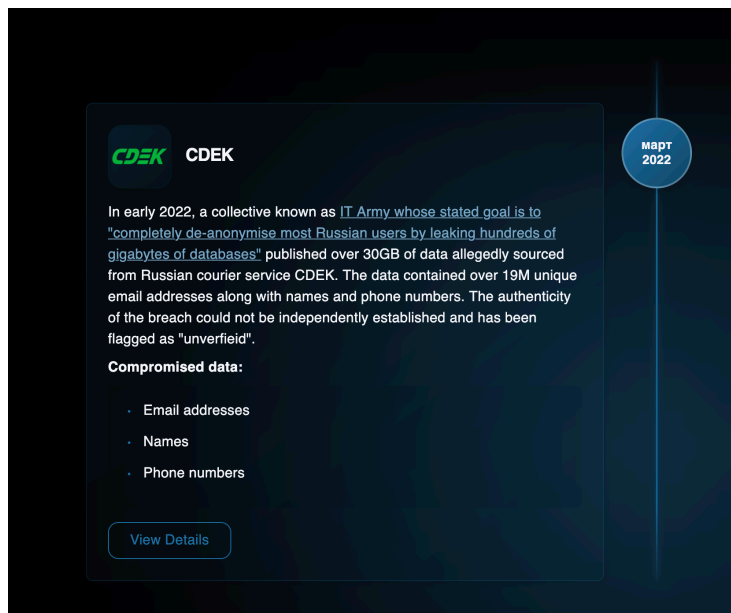 CDEK
CDEK
март
2022
In early 2022, a collective known as IT Army whose stated goal is to
"completely de-anonymise most Russian users by leaking hundreds of
gigabytes of databases" published over 30GB of data allegedly sourced
from Russian courier service CDEK. The data contained over 19M unique
email addresses along with names and phone numbers. The authenticity
of the breach could not be independently established and has been
flagged as "unverfieid".
Compromised data:
Email addresses
Names
Phone numbers
View Details